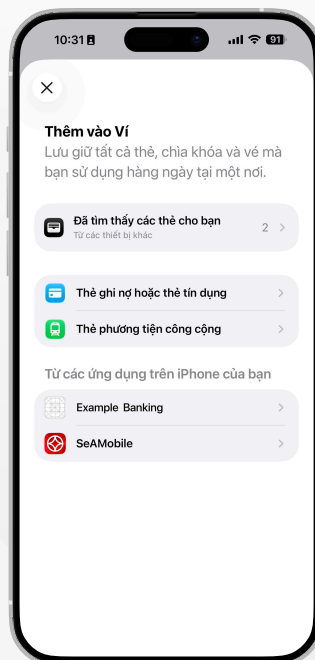 10:31
91
Thêm vào Ví
Lưu giữ tất cả thẻ, chìa khóa và vé mà
bạn sử dụng hàng ngày tại một nơi.
Đã tìm thấy các thẻ cho bạn
2
Từ các thiết bị khác
Thẻ ghi nợ hoặc thẻ tín dụng
Thẻ phương tiện công cộng
Từ các ứng dụng trên iPhone của bạn
Example Banking
SeAMobile